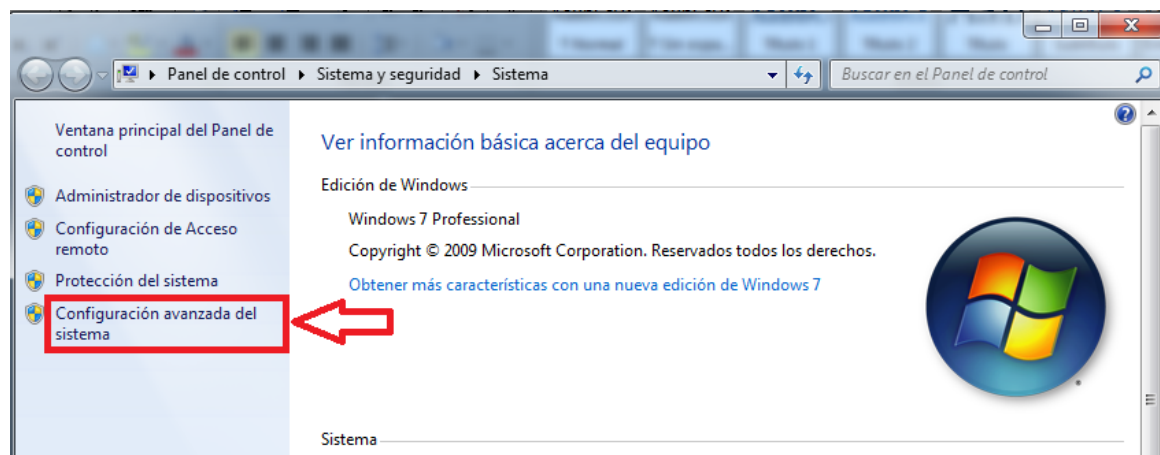 Panel de control ▸ Sistema y seguridad ▸ Sistema
Buscar en el Panel de control
Ventana principal del Panel de
control
Administrador de dispositivos
Configuración de Acceso
remoto
Protección del sistema
Configuración avanzada del
sistema
Ver información básica acerca del equipo
Edición de Windows
Windows 7 Professional
Copyright © 2009 Microsoft Corporation. Reservados todos los derechos.
Obtener más características con una nueva edición de Windows 7
Sistema